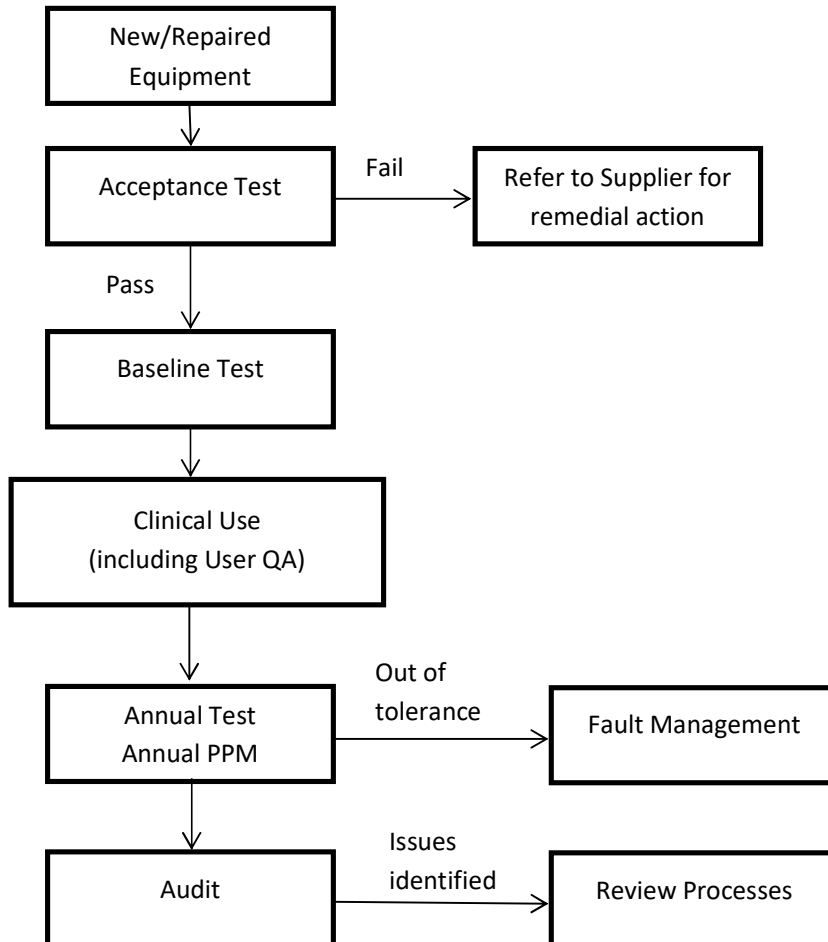 New/Repaired
Equipment
Acceptance Test
Fail
Refer to Supplier for
remedial action
Pass
Baseline Test
Clinical Use
(including User QA)
Out of
tolerance
Annual Test
Annual PPM
Fault Management
Issues
identified
Audit
Review Processes